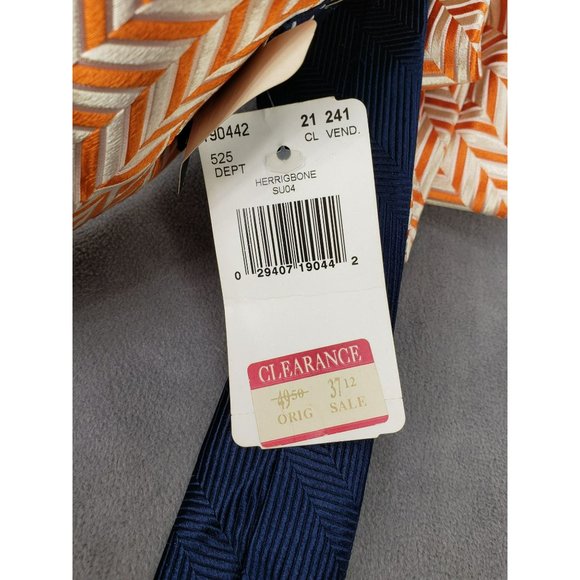 190442 21 241
CL VEND.
525
DEPT
HERRIGBONE
SU04
0 29407 19044 2
CLEARANCE
49 50 37 12
ORIG SALE